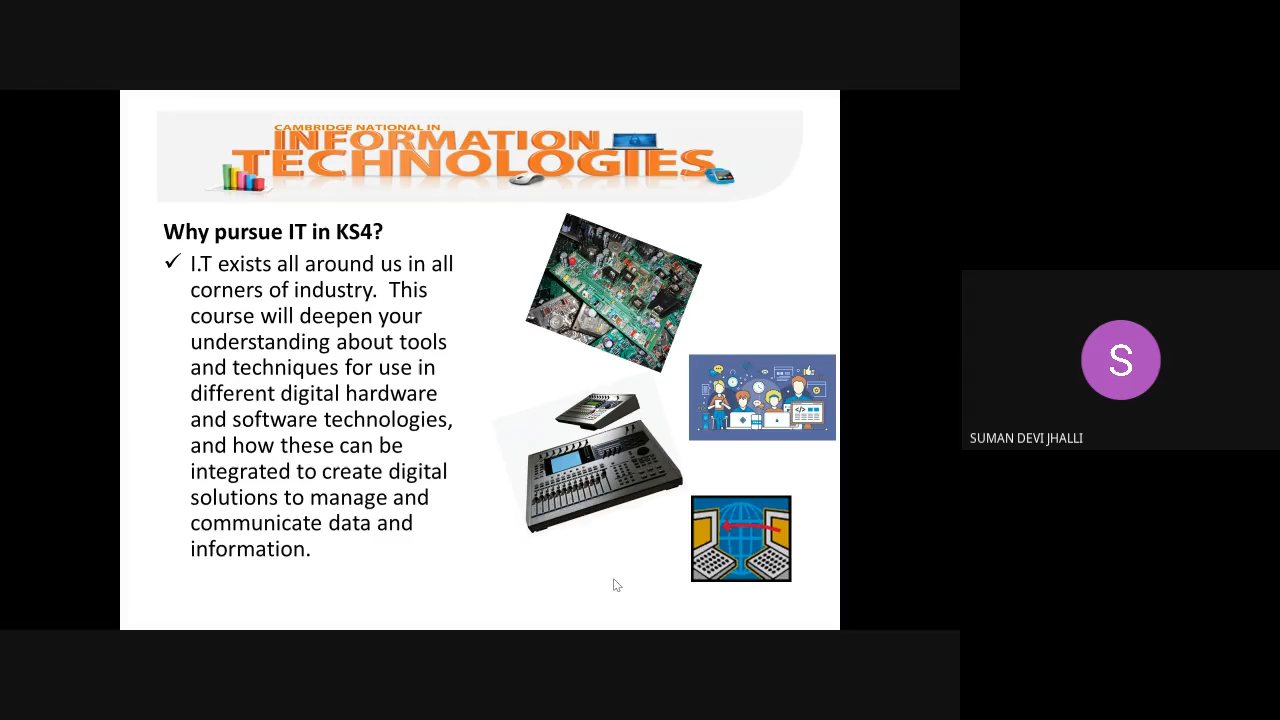 CAMBRIDGE NATIONAL IN
INFORMATION
TECHNOLOGIES
Why pursue IT in KS4?
✓ I.T exists all around us in all
corners of industry.  This
course will deepen your
understanding about tools
and techniques for use in
different digital hardware
and software technologies,
and how these can be
integrated to create digital
solutions to manage and
communicate data and
information.
S
SUMAN DEVI JHALLI